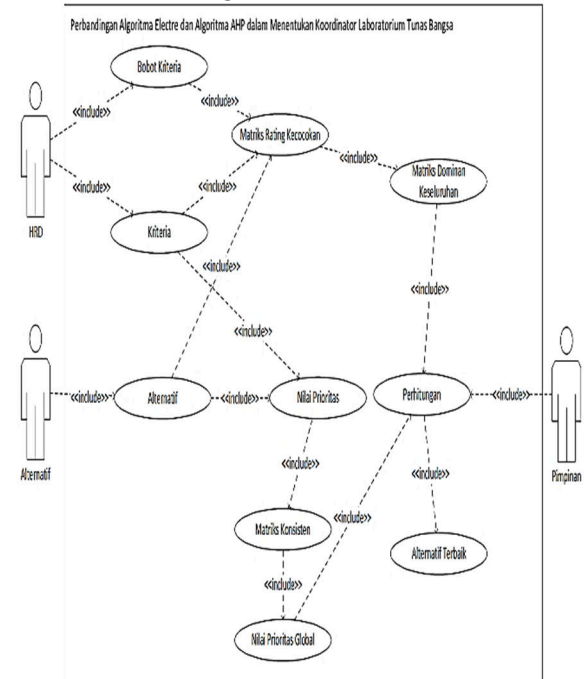 Perbandingan Algoritma Electre dan Algoritma AHP dalam Menentukan Koordinator Laboratorium Tunas Bangsa
Bobot Kriteria
<<include>>
<<include>>
Matriks Rating Kecocokan
<<include>>
Matriks Dominan
Keseluruhan
<<include>>
<<include>>
HRD
Kriteria
<<include>>
<<include>>
<<include>>
Alternatif
<<include>>
Alternatif
<<include>>
Nilai Prioritas
Perhitungan
<<include>>
Pimpinan
<<include>>
<<include>>
<<include>>
Matriks Konsisten
Alternatif Terbaik
<<include>>
Nilai Prioritas Global